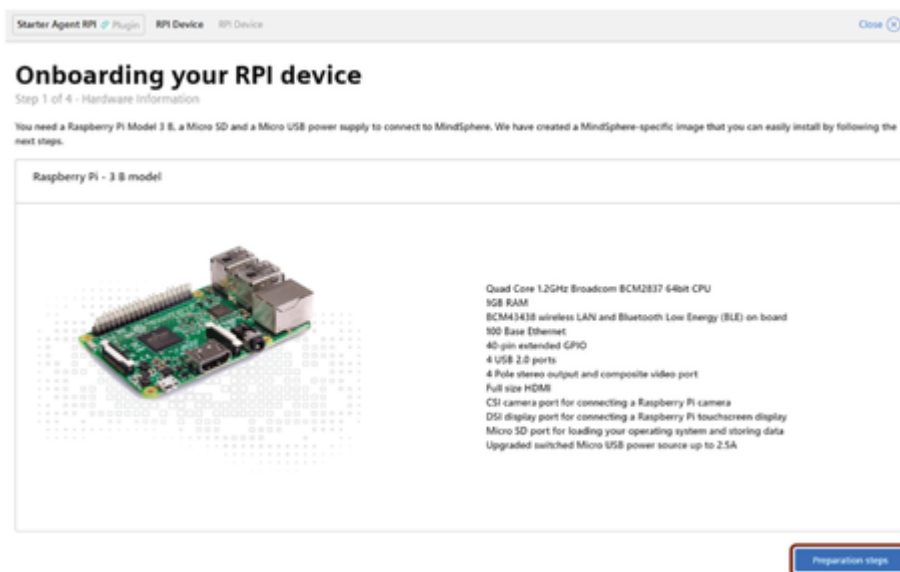 Starter Agent RPI Plugin RPI Device RPI Device Close
Onboarding your RPI device
Step 1 of 4 - Hardware Information
You need a Raspberry Pi Model 3 B, a Micro SD and a Micro USB power supply to connect to MindSphere. We have created a MindSphere-specific image that you can easily install by following the
next steps.
Raspberry Pi - 3 B model
Quad Core 1.2GHz Broadcom BCM2837 64bit CPU
1GB RAM
BCM43438 wireless LAN and Bluetooth Low Energy (BLE) on board
100 Base Ethernet
40-pin extended GPIO
4 USB 2.0 ports
4 Pole stereo output and composite video port
Full size HDMI
CSI camera port for connecting a Raspberry Pi camera
DSI display port for connecting a Raspberry Pi touchscreen display
Micro SD port for loading your operating system and storing data
Upgraded switched Micro USB power source up to 2.5A
Preparation steps